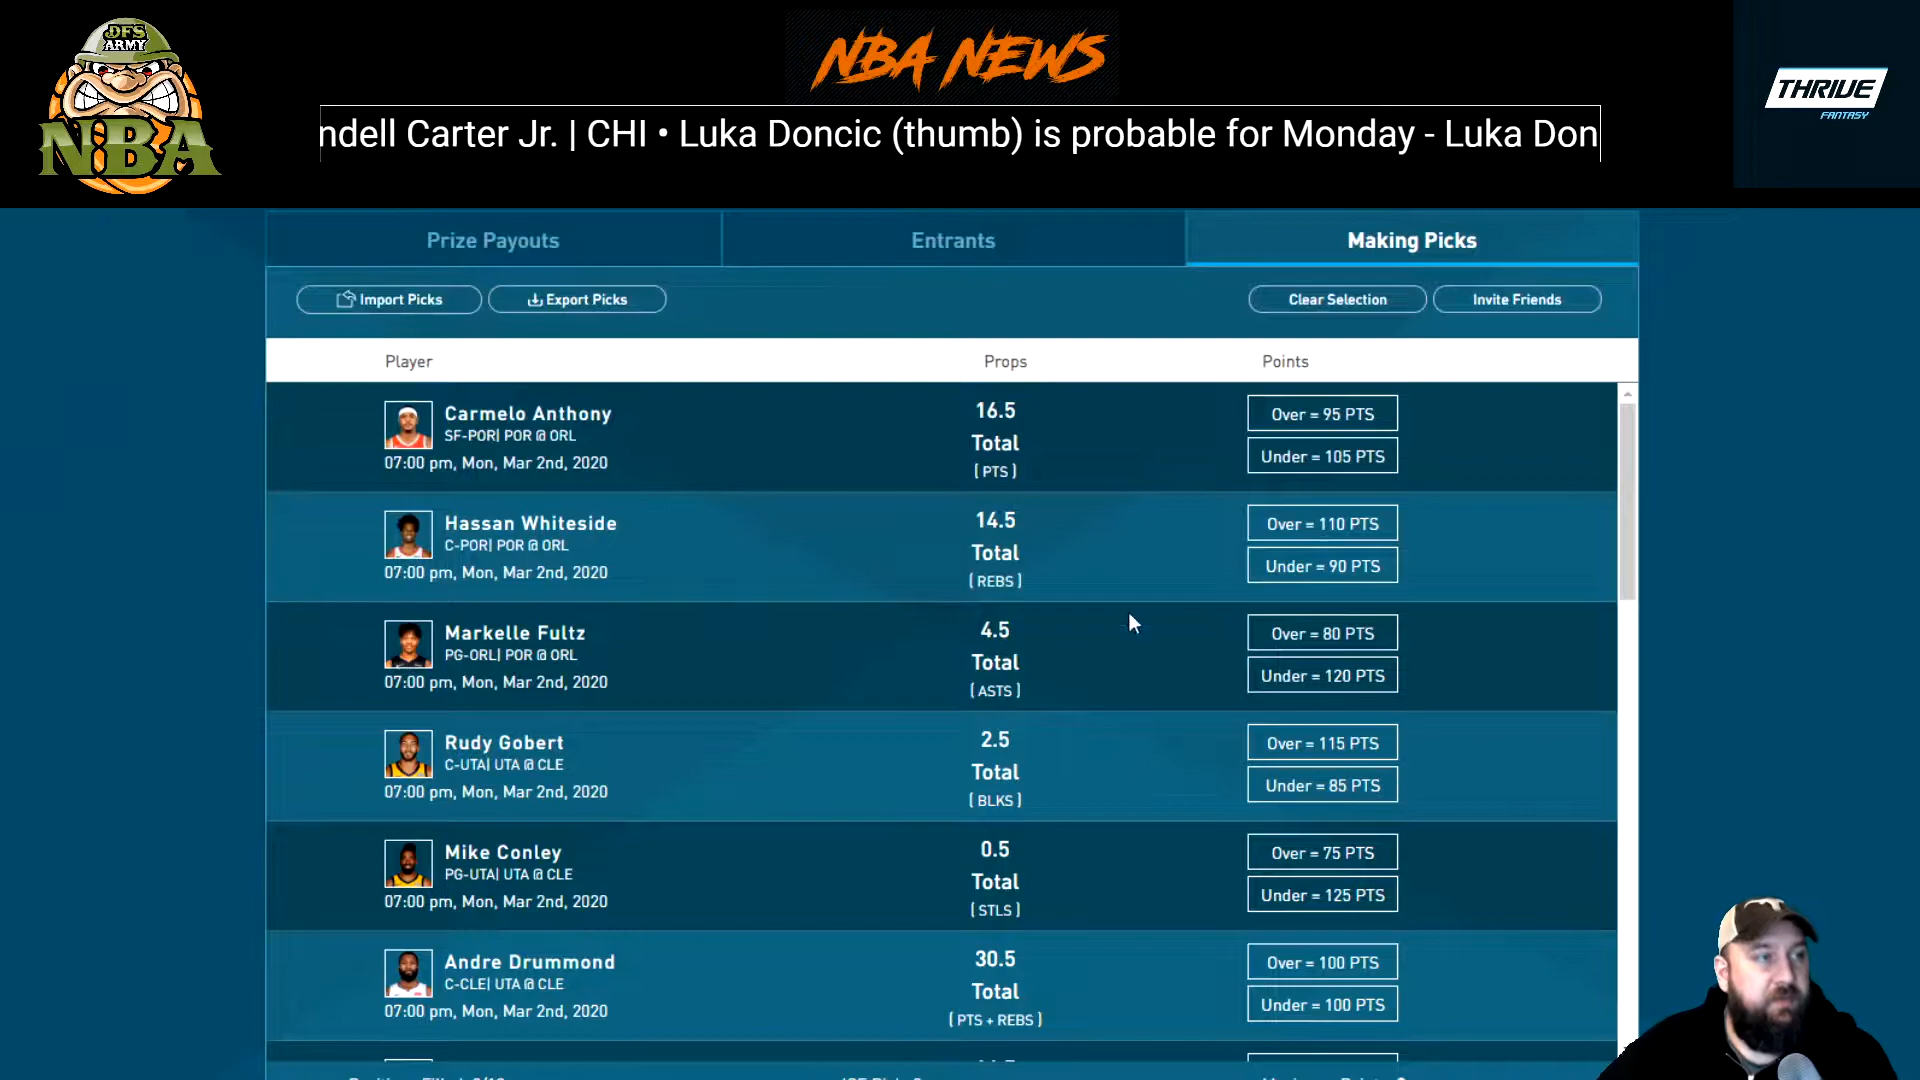 DFS
ARMY
NBA
NBA NEWS
ndell Carter Jr. | CHI • Luka Doncic (thumb) is probable for Monday - Luka Don
THRIVE
FANTASY
Prize Payouts
Entrants
Making Picks
Import Picks
Export Picks
Clear Selection
Invite Friends
Player
Props
Points
Carmelo Anthony
SF-POR| POR @ ORL
07:00 pm, Mon, Mar 2nd, 2020
16.5
Total
( PTS )
Over = 95 PTS
Under = 105 PTS
Hassan Whiteside
C-POR| POR @ ORL
07:00 pm, Mon, Mar 2nd, 2020
14.5
Total
( REBS )
Over = 110 PTS
Under = 90 PTS
Markelle Fultz
PG-ORL| POR @ ORL
07:00 pm, Mon, Mar 2nd, 2020
4.5
Total
( ASTS )
Over = 80 PTS
Under = 120 PTS
Rudy Gobert
C-UTA| UTA @ CLE
07:00 pm, Mon, Mar 2nd, 2020
2.5
Total
( BLKS )
Over = 115 PTS
Under = 85 PTS
Mike Conley
PG-UTA| UTA @ CLE
07:00 pm, Mon, Mar 2nd, 2020
0.5
Total
( STLS )
Over = 75 PTS
Under = 125 PTS
Andre Drummond
C-CLE| UTA @ CLE
07:00 pm, Mon, Mar 2nd, 2020
30.5
Total
( PTS + REBS )
Over = 100 PTS
Under = 100 PTS